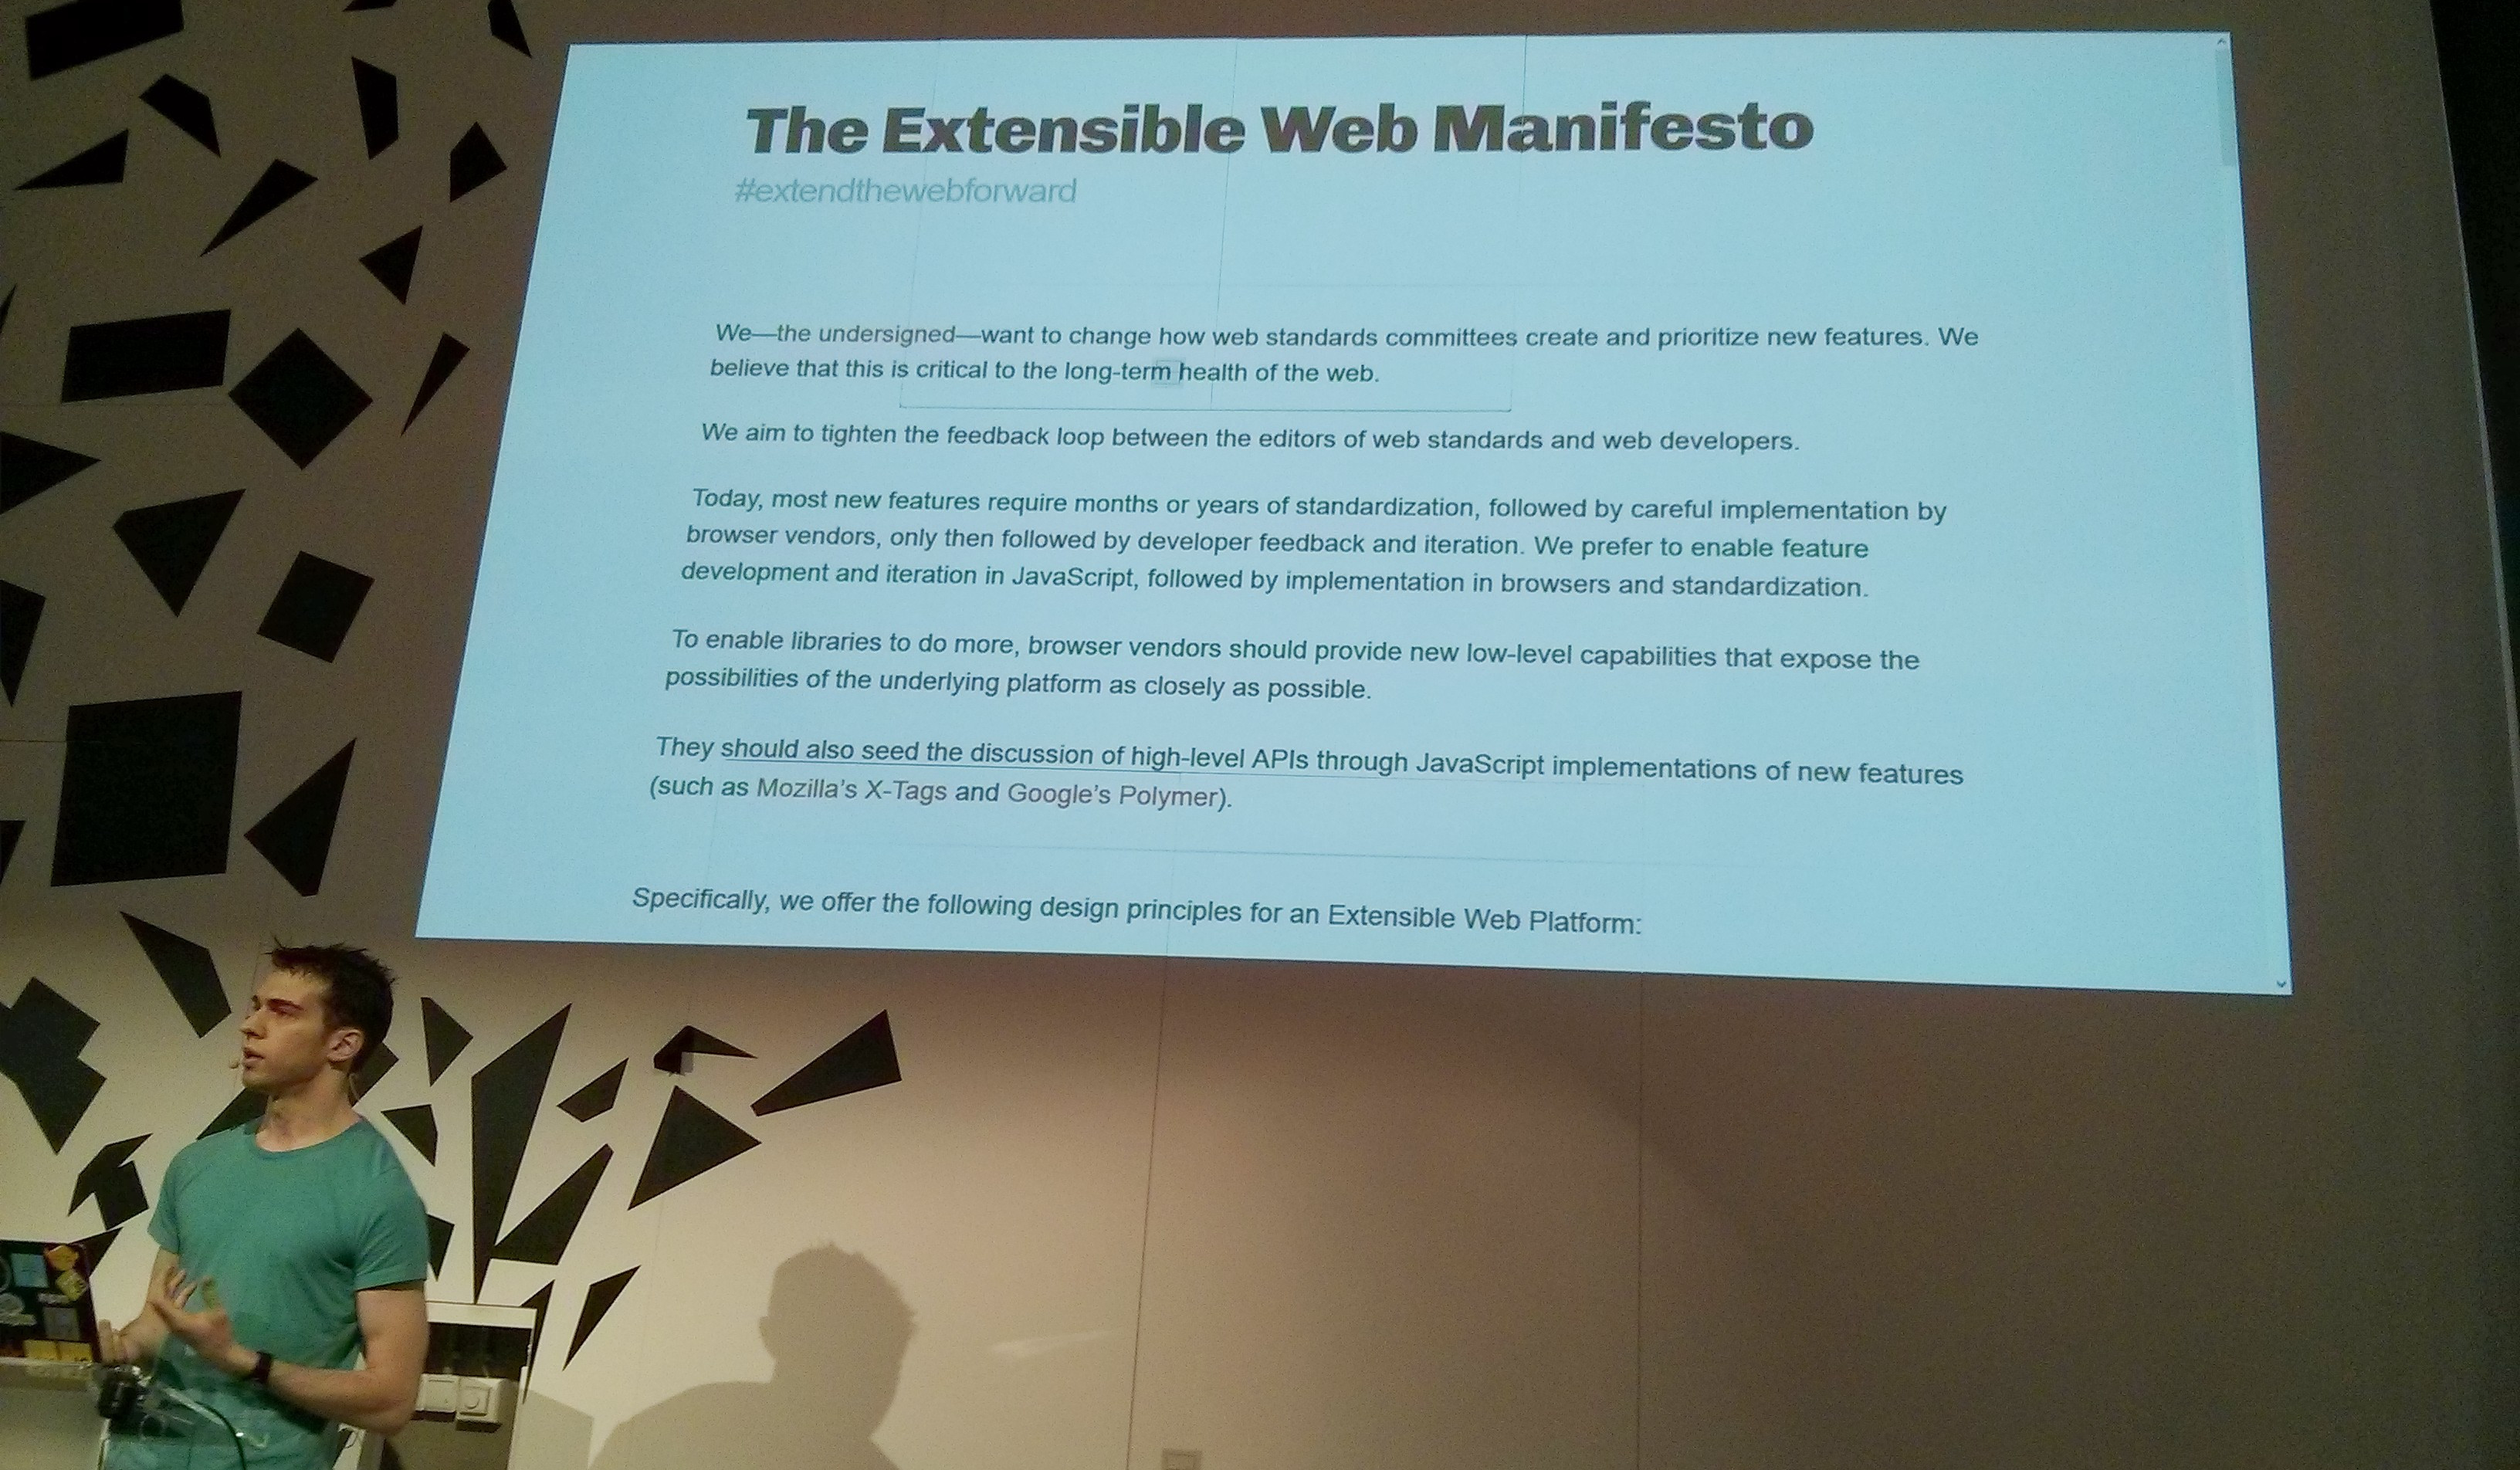 The Extensible Web Manifesto
#extendthewebforward
We—the undersigned—want to change how web standards committees create and prioritize new features. We
believe that this is critical to the long-term health of the web.
We aim to tighten the feedback loop between the editors of web standards and web developers.
Today, most new features require months or years of standardization, followed by careful implementation by
browser vendors, only then followed by developer feedback and iteration. We prefer to enable feature
development and iteration in JavaScript, followed by implementation in browsers and standardization.
To enable libraries to do more, browser vendors should provide new low-level capabilities that expose the
possibilities of the underlying platform as closely as possible.
They should also seed the discussion of high-level APIs through JavaScript implementations of new features
(such as Mozilla’s X-Tags and Google’s Polymer).
Specifically, we offer the following design principles for an Extensible Web Platform: